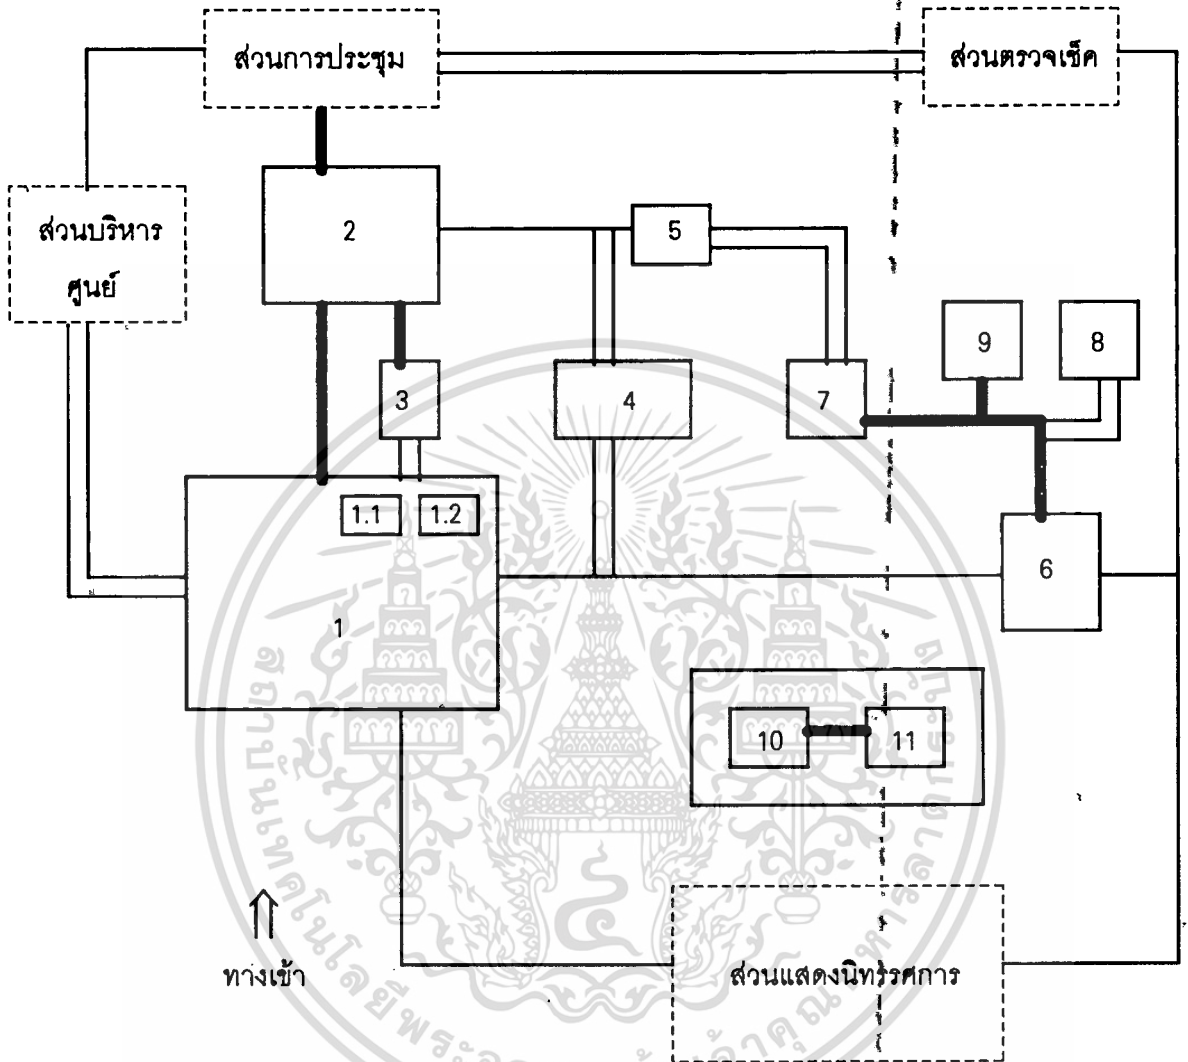 ส่วนการประชุม
ส่วนตรวจเช็ค
ส่วนบริหาร
ศูนย์
2
5
9
8
3
4
7
1.1
1.2
6
1
10
11
ทางเข้า
ส่วนแสดงนิทรรศการ